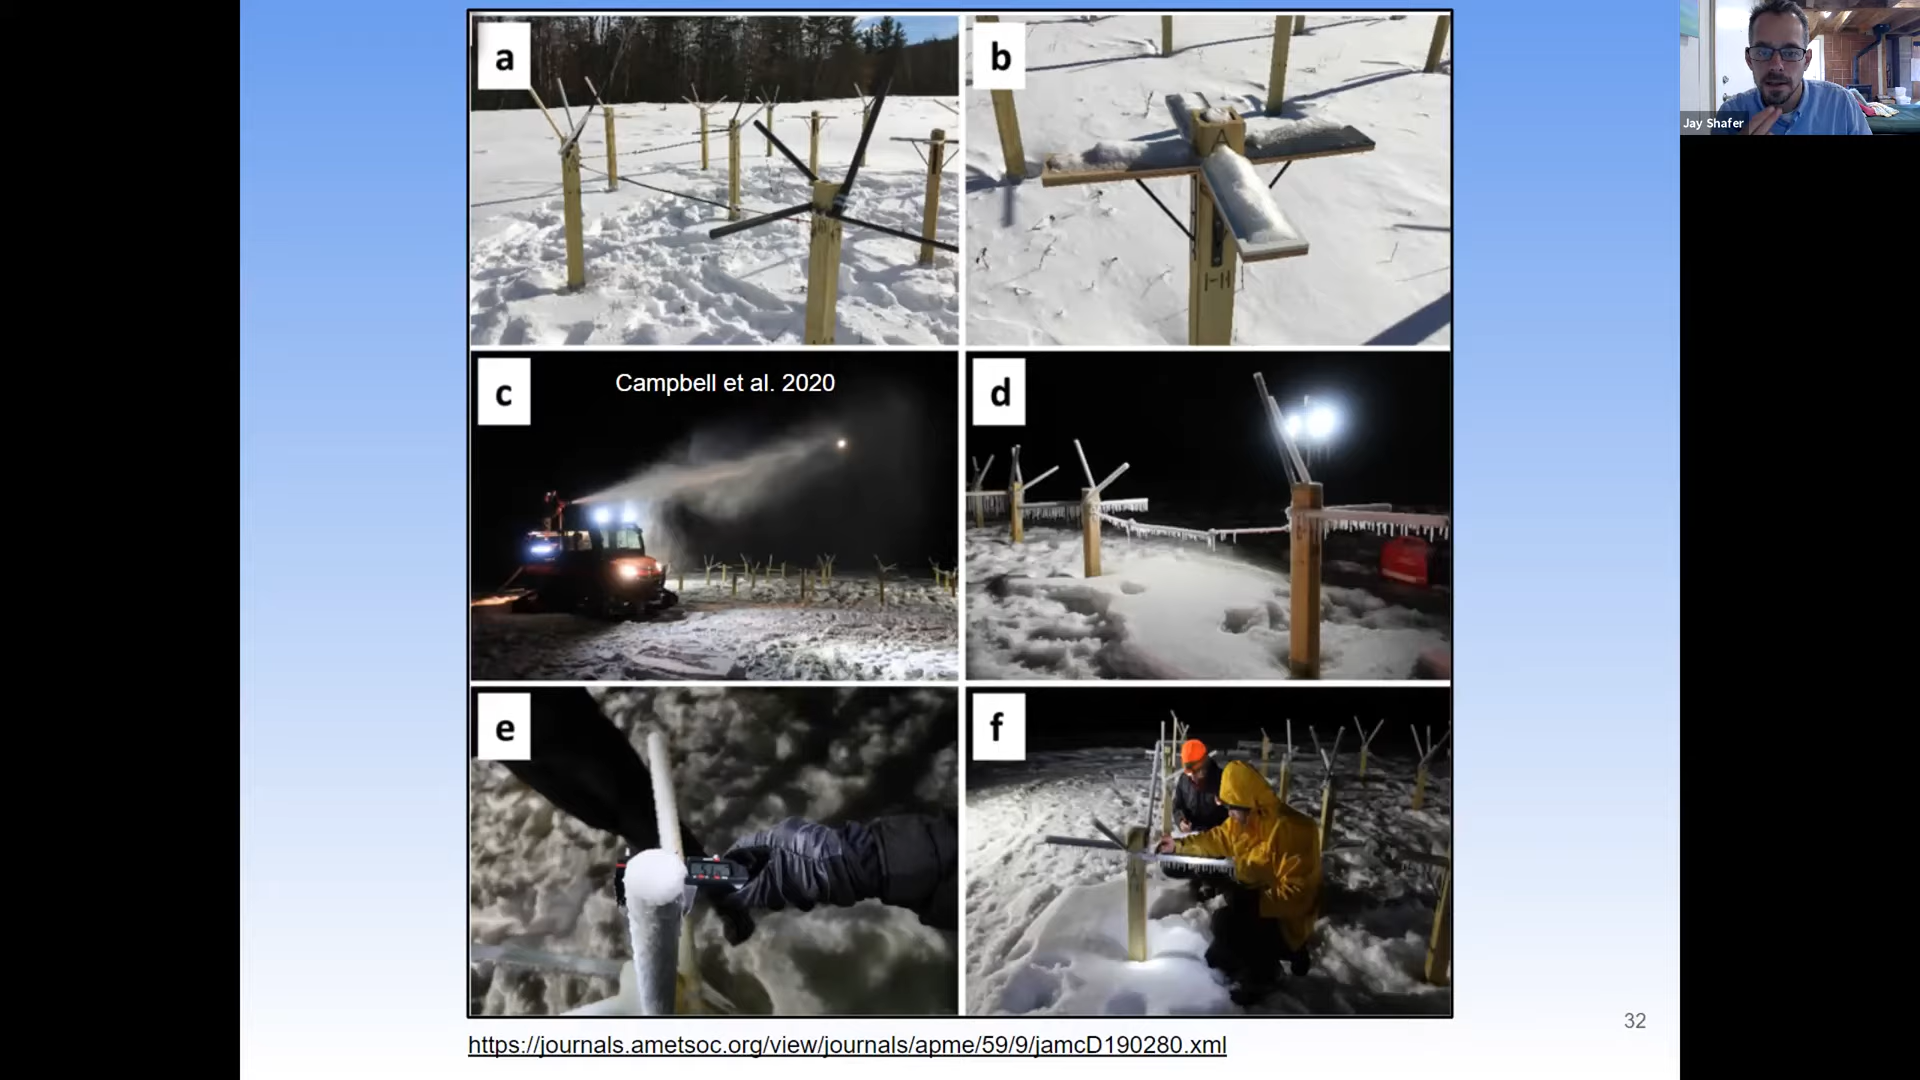 a
b
Jay Shafer
A
I-H
c
Campbell et al. 2020
d
e
f
32
https://journals.ametsoc.org/view/journals/apme/59/9/jamcD190280.xml